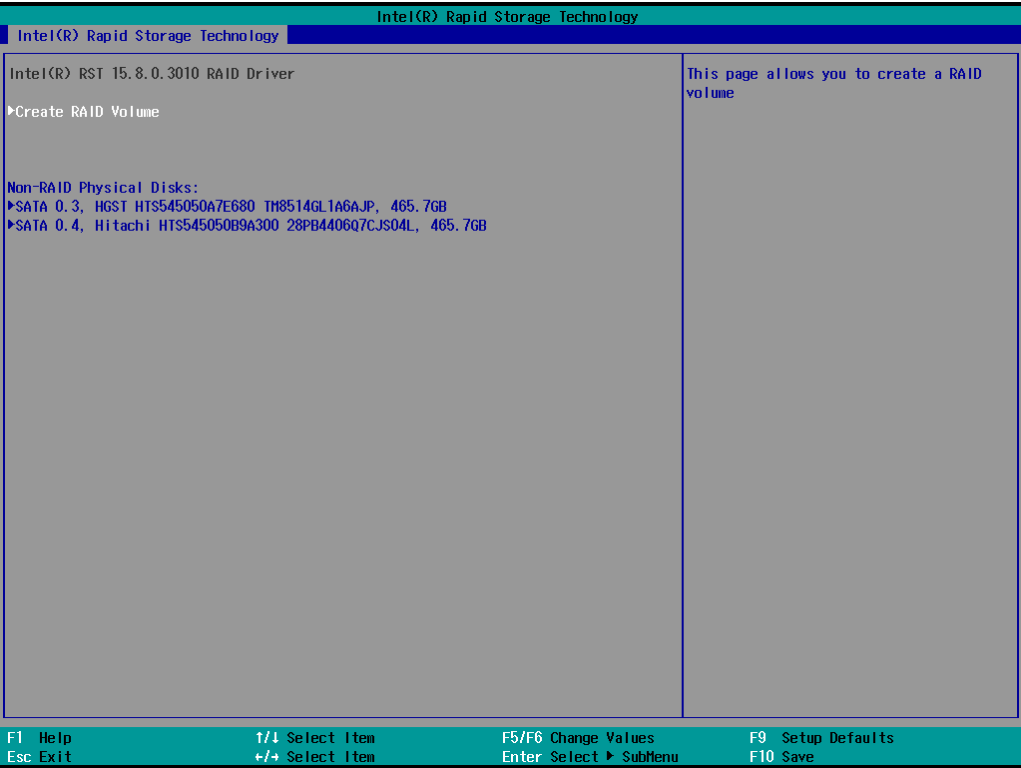 Intel(R) Rapid Storage Technology
Intel(R) Rapid Storage Technology
Intel(R) RST 15.8.0.3010 RAID Driver
This page allows you to create a RAID
volume
▶Create RAID Volume
Non-RAID Physical Disks:
▶SATA 0.3, HGST HTS545050A7E680 TM8514GL1A6AJP, 465.7GB
▶SATA 0.4, Hitachi HTS545050B9A300 28PB4406Q7CJS04L, 465.7GB
F1 Help ↑/↓ Select Item F5/F6 Change Values F9 Setup Defaults
Esc Exit ←/→ Select Item Enter Select ▶ SubMenu F10 Save